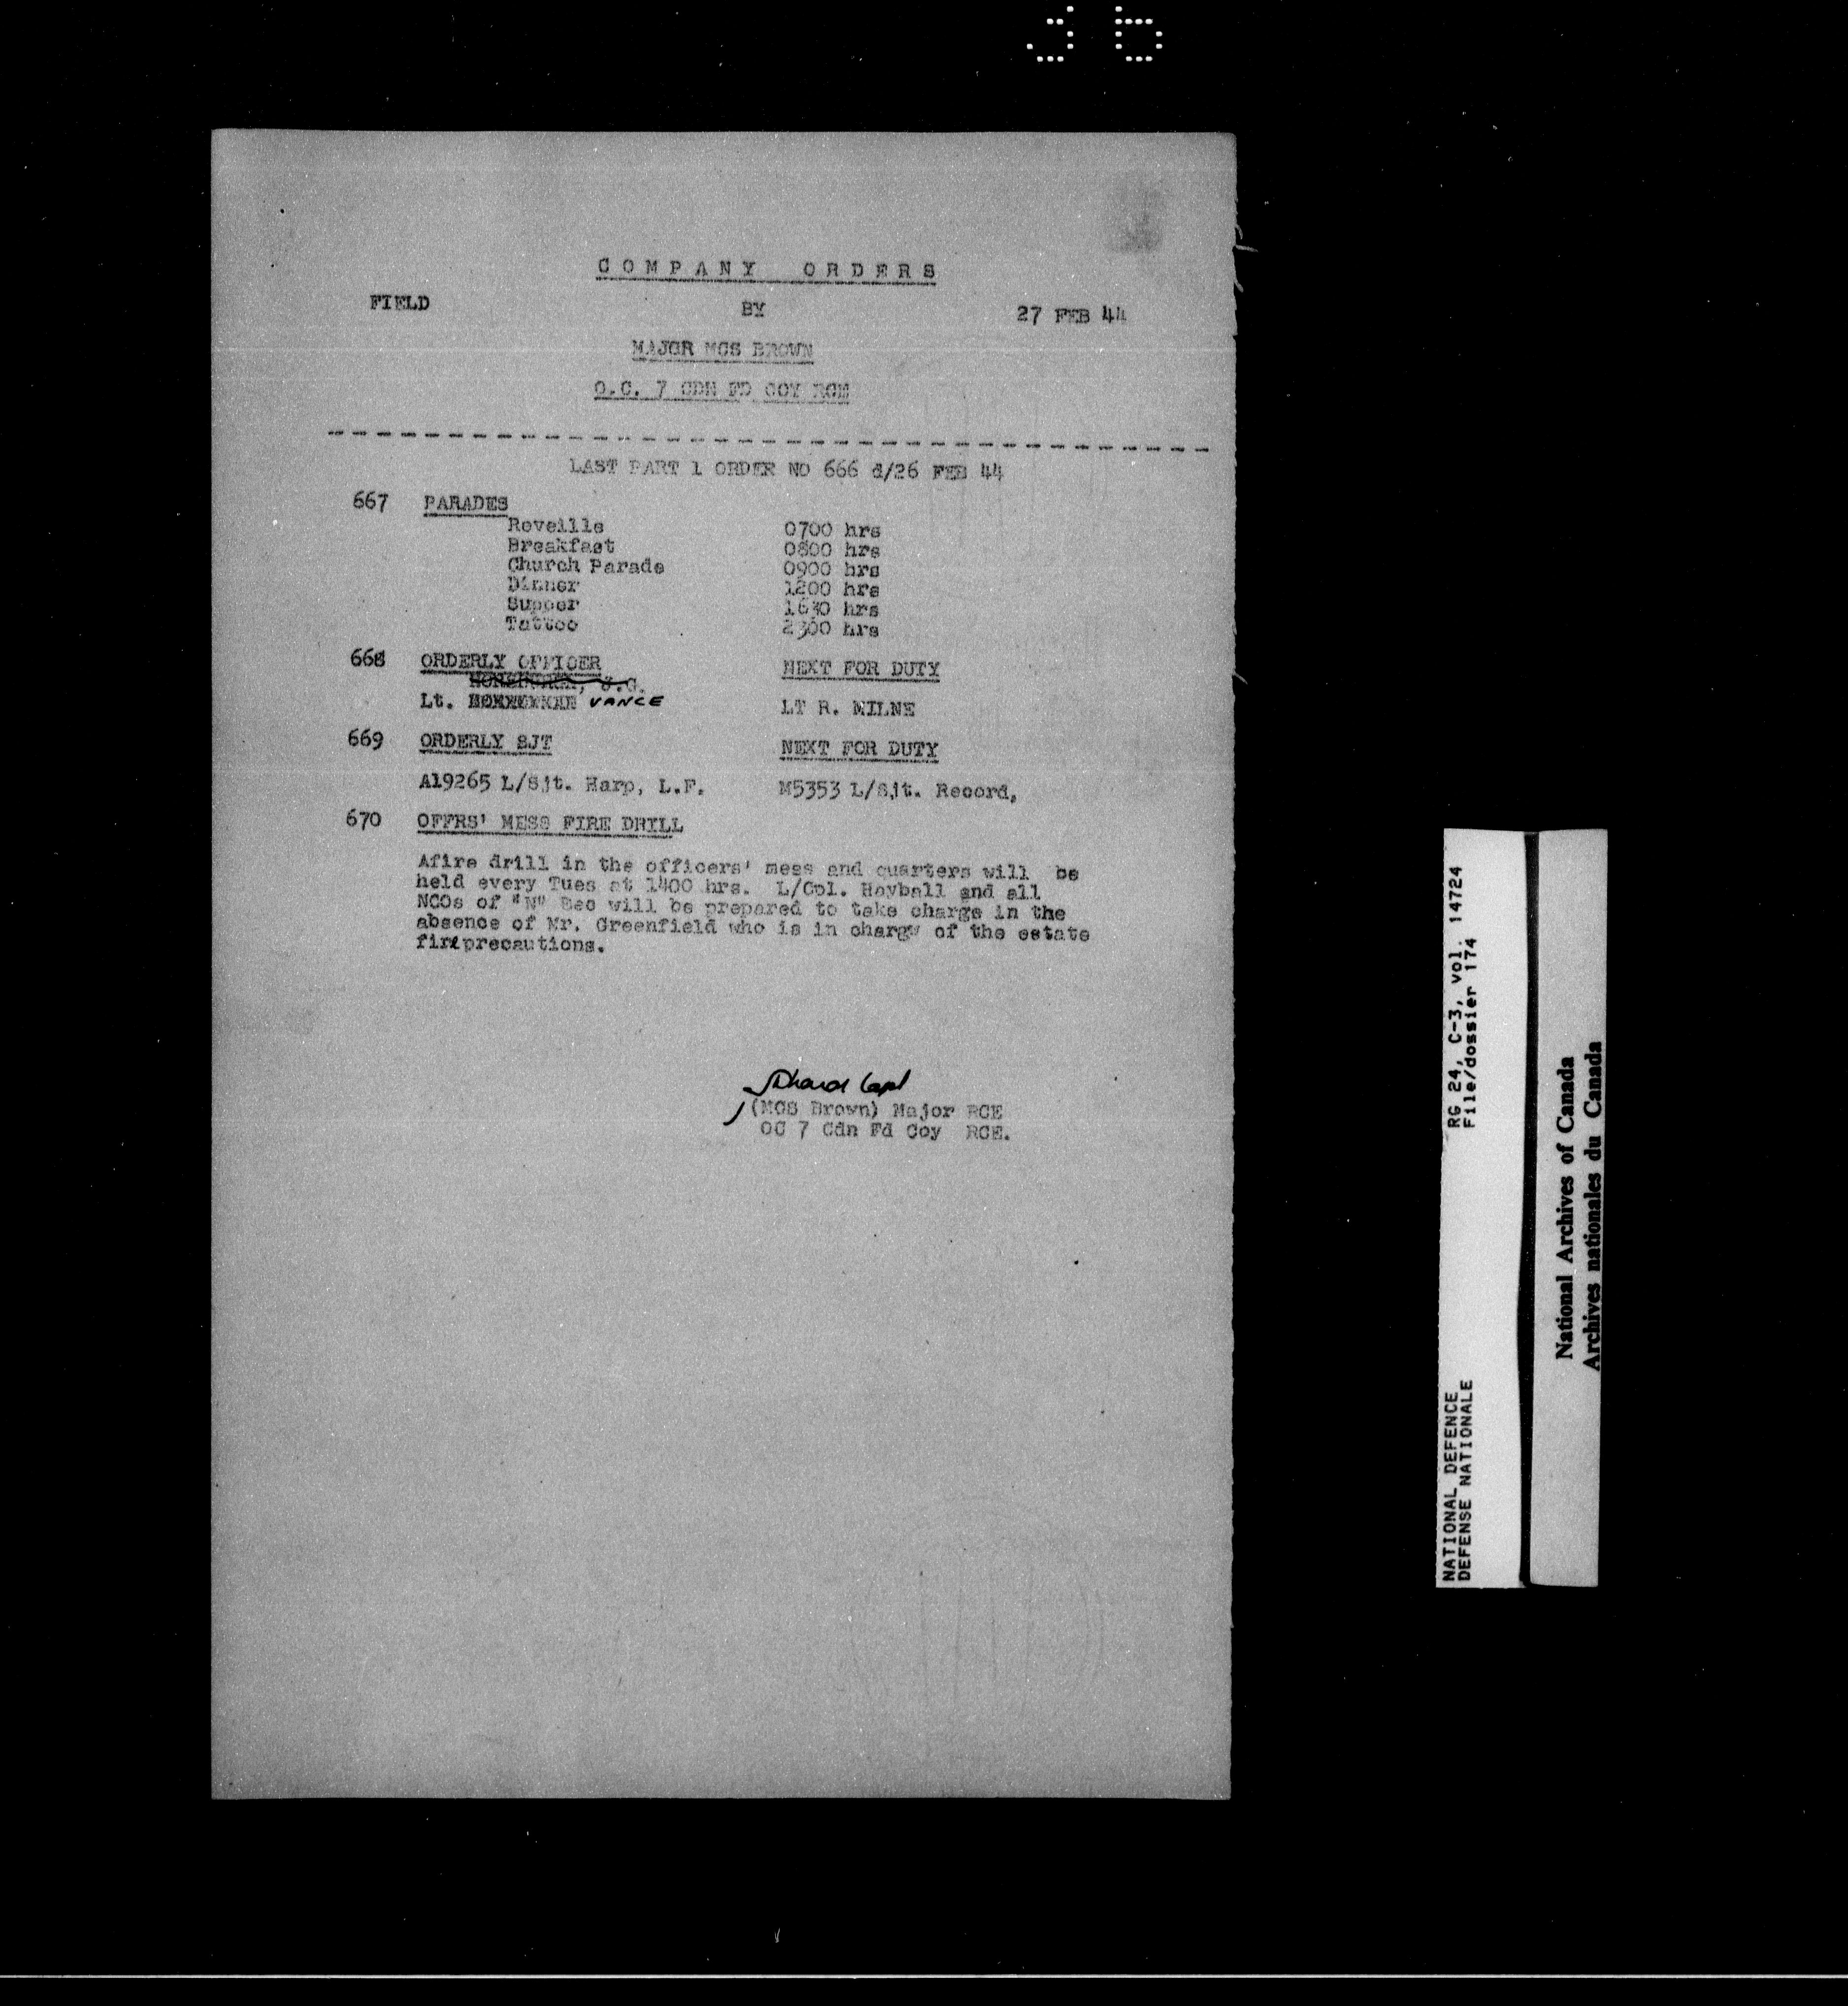 COMPANY ORDERS
FIELD BY 27 FEB 44
MAJOR MCS BROWN
O.C. 7 CDN FD COY RCE
LAST PART 1 ORDER NO 666 d/26 FEB 44
667 PARADES
Reveille 0700 hrs
Breakfast 0800 hrs
Church Parade 0900 hrs
Dinner 1200 hrs
Supper 1630 hrs
Tattoo 2300 hrs
668 ORDERLY OFFICER NEXT FOR DUTY
J.G.
Lt. VANCE LT R. MILNE
669 ORDERLY SJT NEXT FOR DUTY
A19265 L/Sjt. Harp, L.F. M5353 L/Sjt. Record,
670 OFFRS' MESS FIRE DRILL
Afire drill in the officers' mess and quarters will be
held every Tues at 1400 hrs. L/Cpl. Hayball and all
NCOs of "N" Sec will be prepared to take charge in the
absence of Mr. Greenfield who is in charge of the estate
fireprecautions.
Capt
(MCS Brown) Major RCE
OC 7 Cdn Fd Coy RCE.
RG 24, C-3, vol. 14724
File/dossier 174
NATIONAL DEFENCE
DEFENSE NATIONALE
National Archives of Canada
Archives nationales du Canada